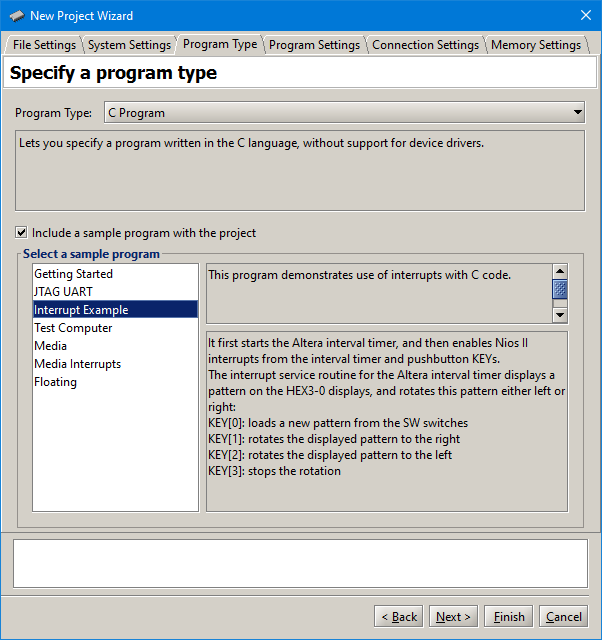 New Project Wizard
File Settings System Settings Program Type Program Settings Connection Settings Memory Settings
Specify a program type
Program Type: C Program
Lets you specify a program written in the C language, without support for device drivers.
Include a sample program with the project
Select a sample program
Getting Started
JTAG UART
Interrupt Example
Test Computer
Media
Media Interrupts
Floating
This program demonstrates use of interrupts with C code.
It first starts the Altera interval timer, and then enables Nios II
interrupts from the interval timer and pushbutton KEYs.
The interrupt service routine for the Altera interval timer displays a
pattern on the HEX3-0 displays, and rotates this pattern either left or
right:
KEY[0]: loads a new pattern from the SW switches
KEY[1]: rotates the displayed pattern to the right
KEY[2]: rotates the displayed pattern to the left
KEY[3]: stops the rotation
< Back Next > Finish Cancel